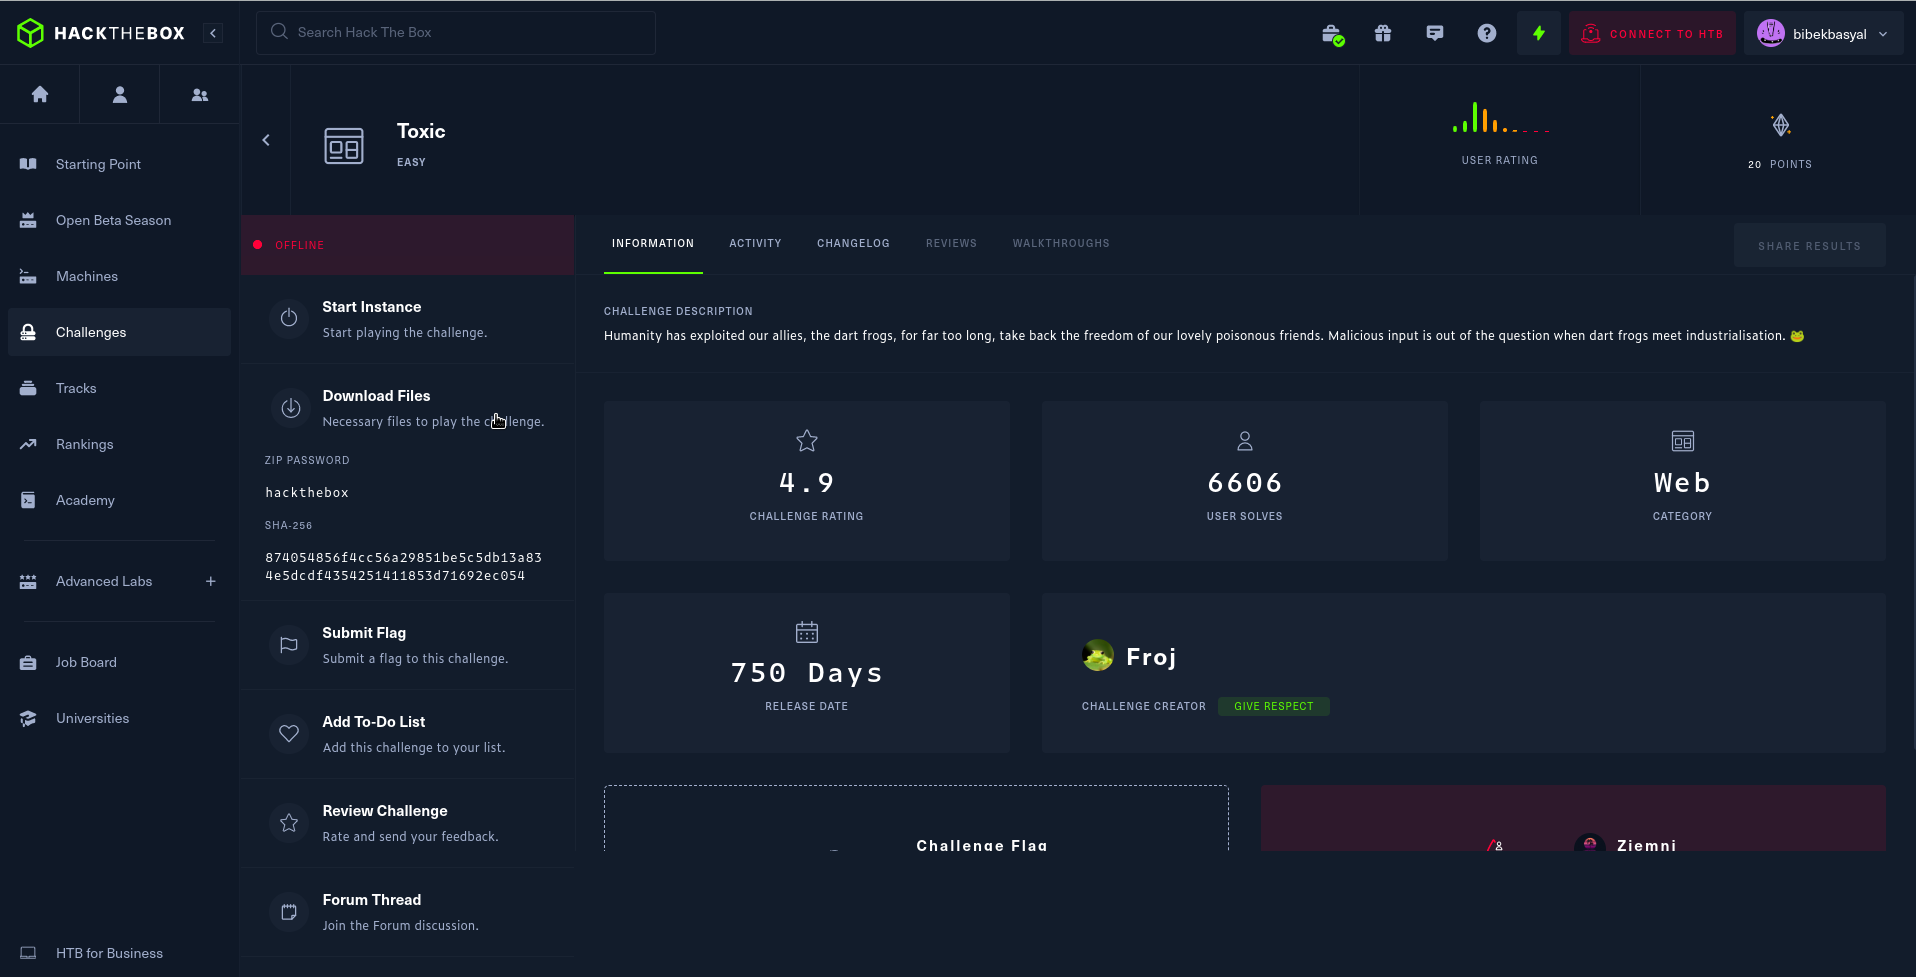 HACKTHEBOX
Search Hack The Box
CONNECT TO HTB
bibekbasyal
Starting Point
Open Beta Season
Machines
Challenges
Tracks
Rankings
Academy
Advanced Labs
Job Board
Universities
HTB for Business
Toxic
EASY
USER RATING
20 POINTS
OFFLINE
Start Instance
Start playing the challenge.
Download Files
Necessary files to play the challenge.
ZIP PASSWORD
hackthebox
SHA-256
874054856f4cc56a29851be5c5db13a83
4e5dcdf4354251411853d71692ec054
Submit Flag
Submit a flag to this challenge.
Add To-Do List
Add this challenge to your list.
Review Challenge
Rate and send your feedback.
Forum Thread
Join the Forum discussion.
INFORMATION
ACTIVITY
CHANGELOG
REVIEWS
WALKTHROUGHS
SHARE RESULTS
CHALLENGE DESCRIPTION
Humanity has exploited our allies, the dart frogs, for far too long, take back the freedom of our lovely poisonous friends. Malicious input is out of the question when dart frogs meet industrialisation. 🐸
4.9
CHALLENGE RATING
6606
USER SOLVES
Web
CATEGORY
750 Days
RELEASE DATE
Froj
CHALLENGE CREATOR
GIVE RESPECT
Challenge Flag
Ziemni